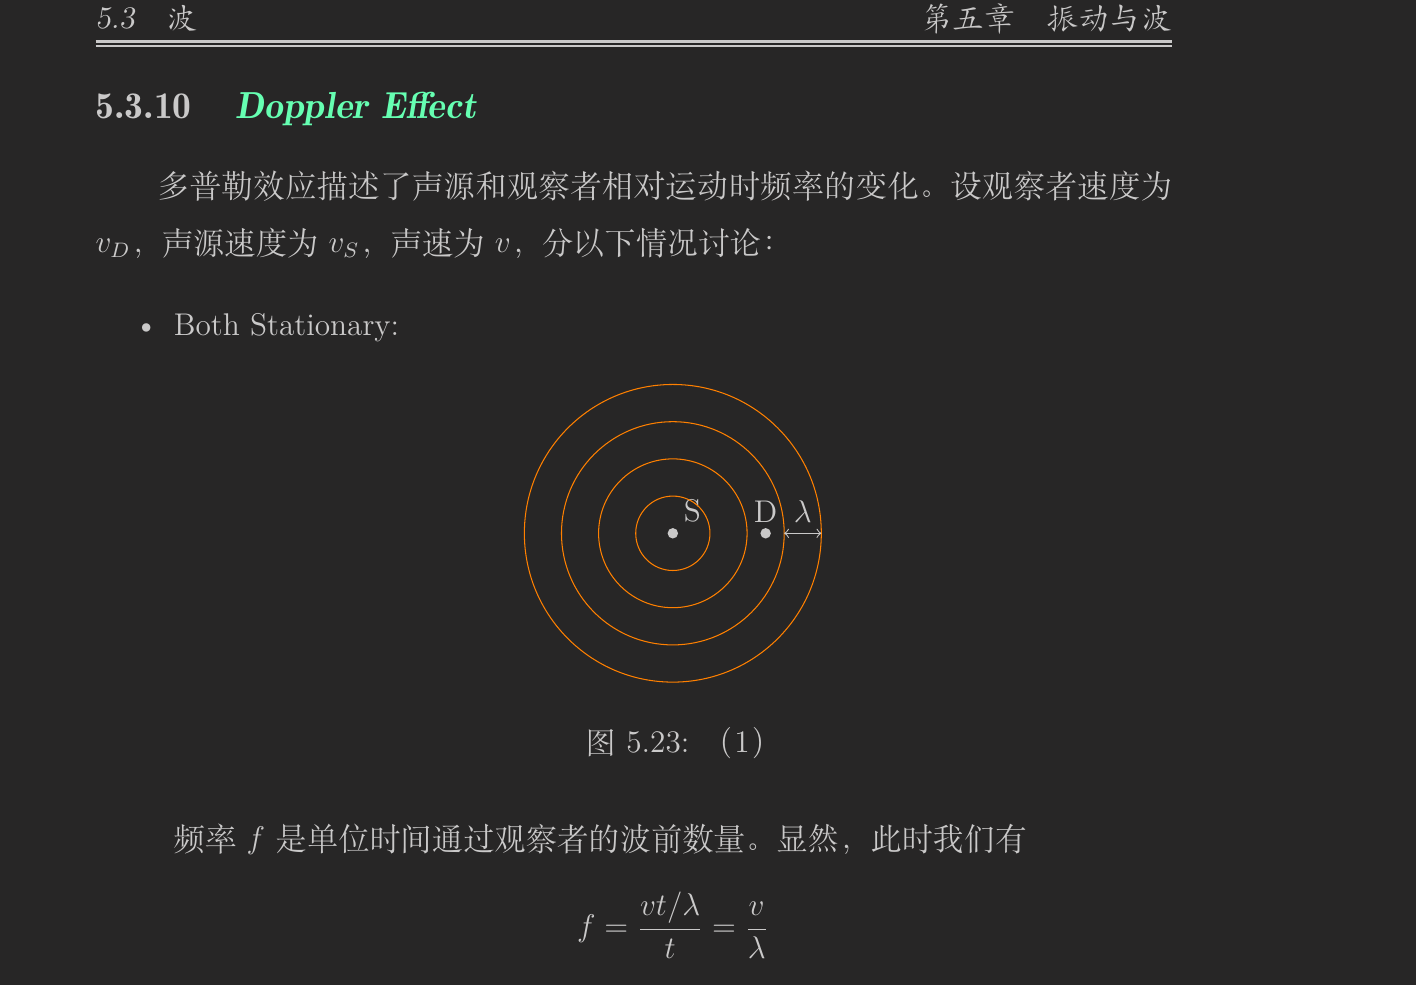 5.3 波 第五章 振动与波
5.3.10 Doppler Effect
多普勒效应描述了声源和观察者相对运动时频率的变化。设观察者速度为
v_D，声源速度为 v_S，声速为 v，分以下情况讨论：
• Both Stationary:
S D λ
图 5.23: (1)
频率 f 是单位时间通过观察者的波前数量。显然，此时我们有
f = \frac{vt/λ}{t} = \frac{v}{λ}